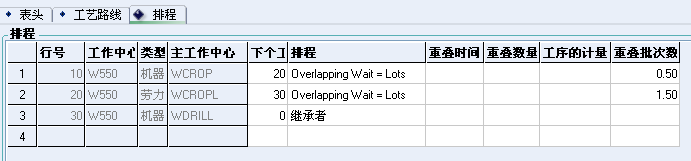 表头 工艺路线 排程
排程
行号 工作中心 类型 主工作中心 下个工 排程 重叠时间 重叠数量 工序的计量 重叠批次数
1 10 W550 机器 WCROP 20 Overlapping Wait = Lots 0.50
2 20 W550 劳力 WCROPL 30 Overlapping Wait = Lots 1.50
3 30 W550 机器 WDRILL 0 继承者
4